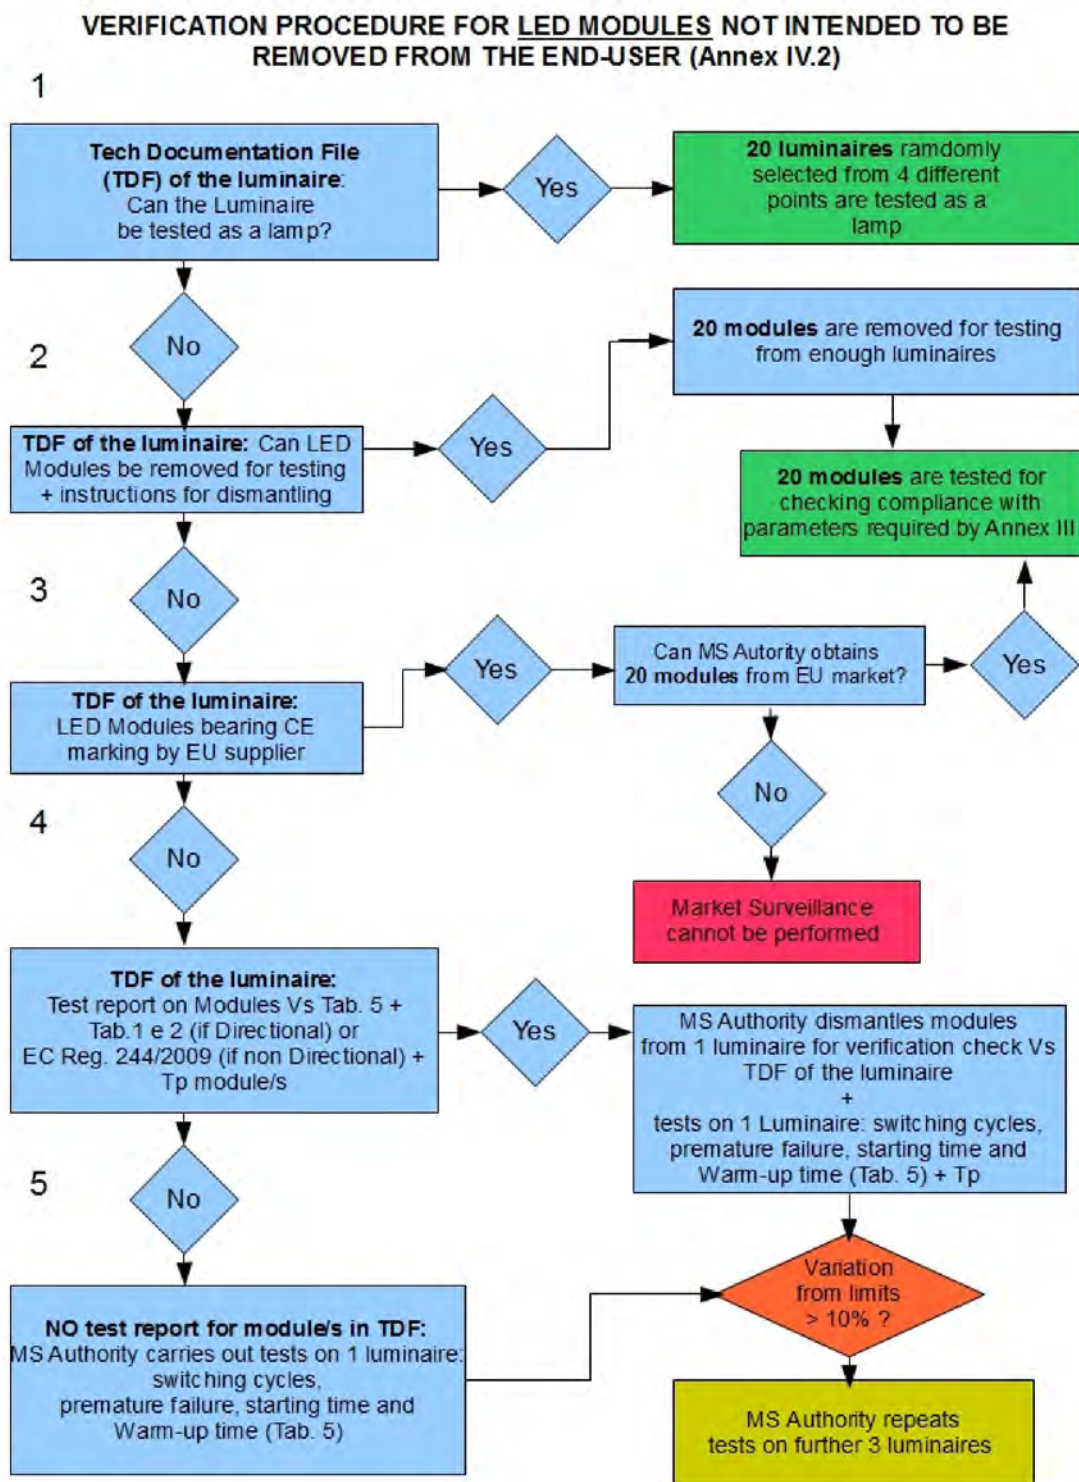 VERIFICATION PROCEDURE FOR LED MODULES NOT INTENDED TO BE
REMOVED FROM THE END-USER (Annex IV.2)
1
Tech Documentation File
(TDF) of the luminaire:
Can the Luminaire
be tested as a lamp?
Yes
20 luminaires ramdomly
selected from 4 different
points are tested as a
lamp
No
2
20 modules are removed for testing
from enough luminaires
TDF of the luminaire: Can LED
Modules be removed for testing
+ instructions for dismantling
Yes
20 modules are tested for
checking compliance with
parameters required by Annex III
No
3
TDF of the luminaire:
LED Modules bearing CE
marking by EU supplier
Yes
Can MS Autority obtains
20 modules from EU market?
Yes
No
Market Surveillance
cannot be performed
No
4
TDF of the luminaire:
Test report on Modules Vs Tab. 5 +
Tab.1 e 2 (if Directional) or
EC Reg. 244/2009 (if non Directional) +
Tp module/s
Yes
MS Authority dismantles modules
from 1 luminaire for verification check Vs
TDF of the luminaire
+
tests on 1 Luminaire: switching cycles,
premature failure, starting time and
Warm-up time (Tab. 5) + Tp
No
5
NO test report for module/s in TDF:
MS Authority carries out tests on 1 luminaire:
switching cycles,
premature failure, starting time and
Warm-up time (Tab. 5)
Variation
from limits
> 10% ?
MS Authority repeats
tests on further 3 luminaires